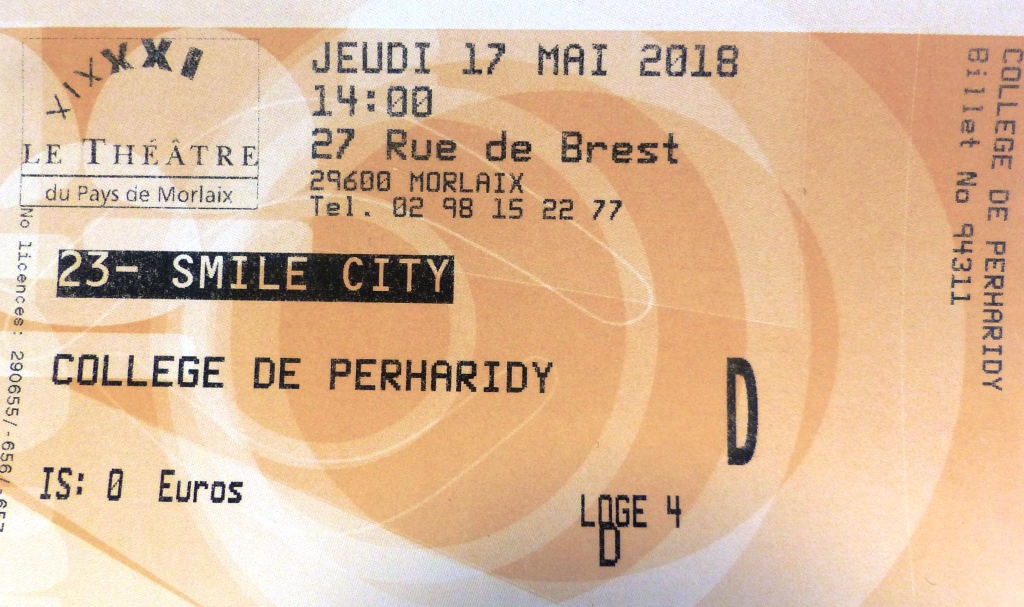 XIXXXXI
LE THÉÂTRE
du Pays de Morlaix
JEUDI 17 MAI 2018
14:00
27 Rue de Brest
29600 MORLAIX
Tel. 02 98 15 22 77
23- SMILE CITY
COLLEGE DE PERHARIDY
IS: 0 Euros
D
LOGE 4
D
No licences: 290655/-656/-657
COLLEGE DE PERHARIDY
Billet No 94311